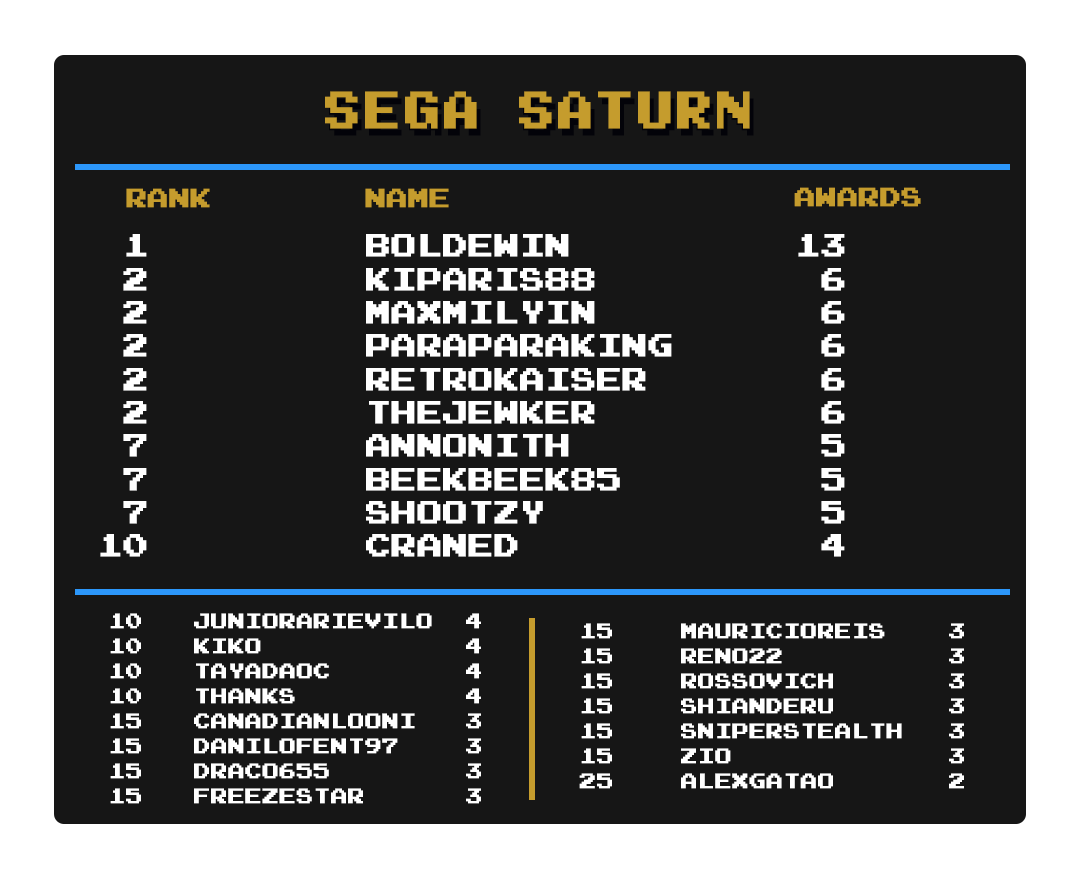 SEGA SATURN
RANK NAME AWARDS
1 BOLDEWIN 13
2 KIPARIS88 6
2 MAXMILYIN 6
2 PARAPARAKING 6
2 RETROKAISER 6
2 THEJEWKER 6
7 ANNONITH 5
7 BEEKBEEK85 5
7 SHOOTZY 5
10 CRANED 4
10 JUNIORARIEVILO 4
10 KIKO 4
10 TAYADAOC 4
10 THANKS 4
15 CANADIANLOONI 3
15 DANILOFENT97 3
15 DRACO655 3
15 FREEZESTAR 3
15 MAURICIOREIS 3
15 RENO22 3
15 ROSSOVICH 3
15 SHIANDERU 3
15 SNIPERSTEALTH 3
15 ZIO 3
25 ALEXGATAO 2